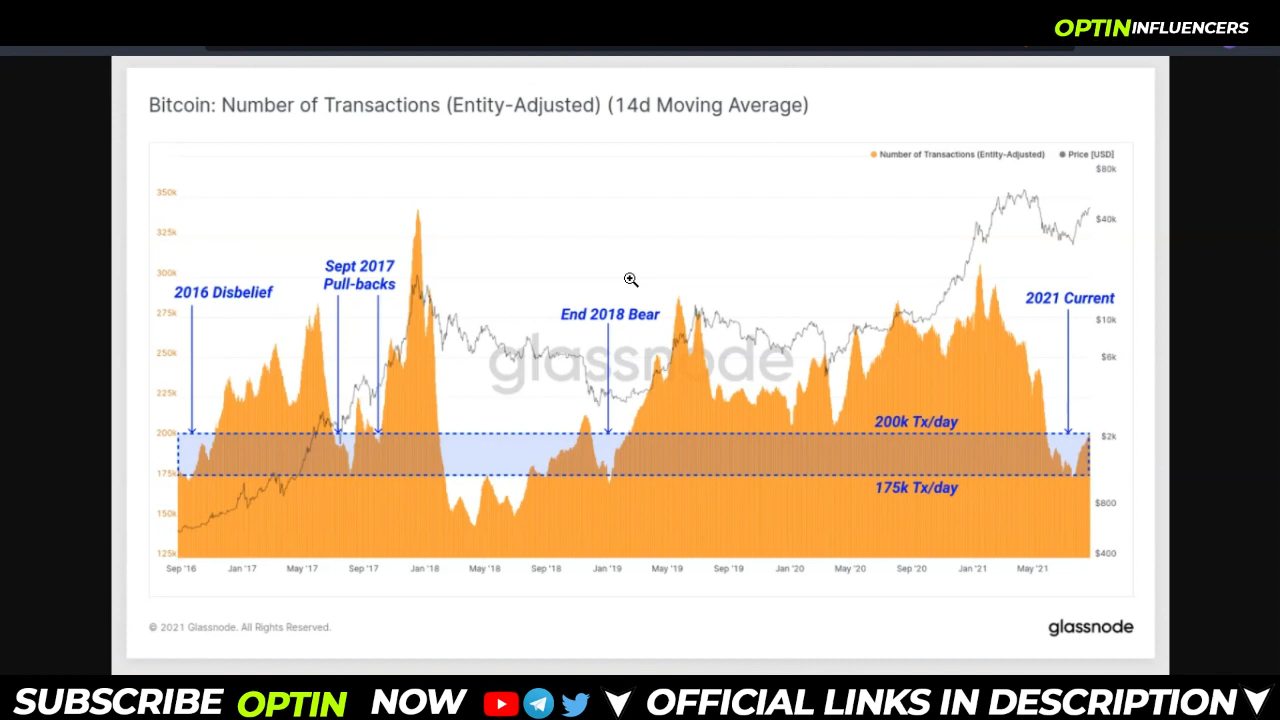 OPTIN INFLUENCERS
Bitcoin: Number of Transactions (Entity-Adjusted) (14d Moving Average)
Number of Transactions (Entity-Adjusted) Price [USD]
$80k
350k
$40k
325k
Sept 2017
Pull-backs
300k
2016 Disbelief
2021 Current
End 2018 Bear
275k
$10k
glassnode
250k
$6k
225k
200k Tx/day
200k
$2k
175k
175k Tx/day
150k
$800
125k
$400
Sep '16 Jan '17 May '17 Sep '17 Jan '18 May '18 Sep '18 Jan '19 May '19 Sep '19 Jan '20 May '20 Sep '20 Jan '21 May '21
© 2021 Glassnode. All Rights Reserved.
glassnode
SUBSCRIBE OPTIN NOW OFFICIAL LINKS IN DESCRIPTION